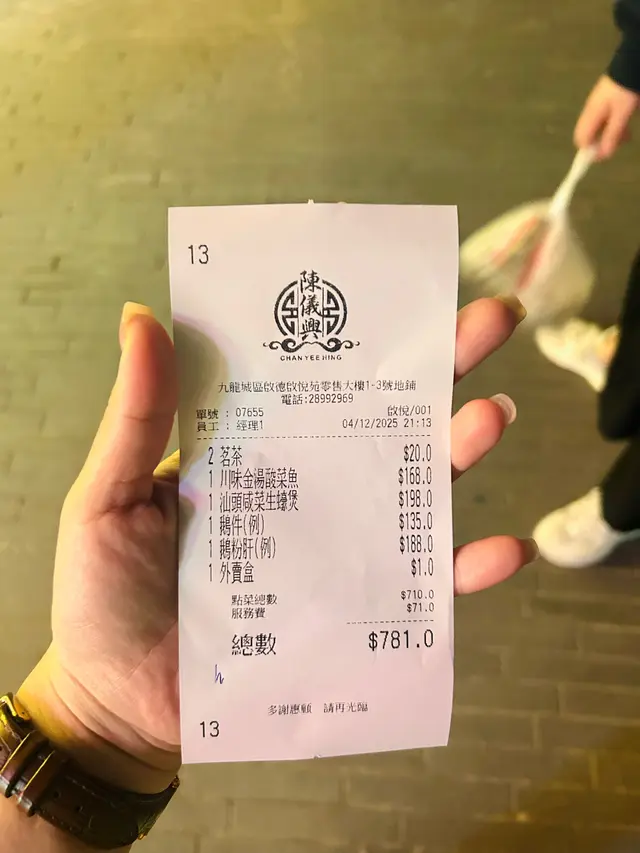 13
陳儀興
CHAN YEE HING
九龍城區啟德啟悅苑零售大樓1-3號地鋪
電話:28992969
單號 : 07655 啟悅/001
員工 : 經理1 04/12/2025 21:13
2 茗茶 $20.0
1 川味金湯酸菜魚 $168.0
1 汕頭咸菜生蠔煲 $198.0
1 鵝件(例) $135.0
1 鵝粉肝(例) $188.0
1 外賣盒 $1.0
點菜總數 $710.0
服務費 $71.0
總數 $781.0
多謝惠顧 請再光臨
13